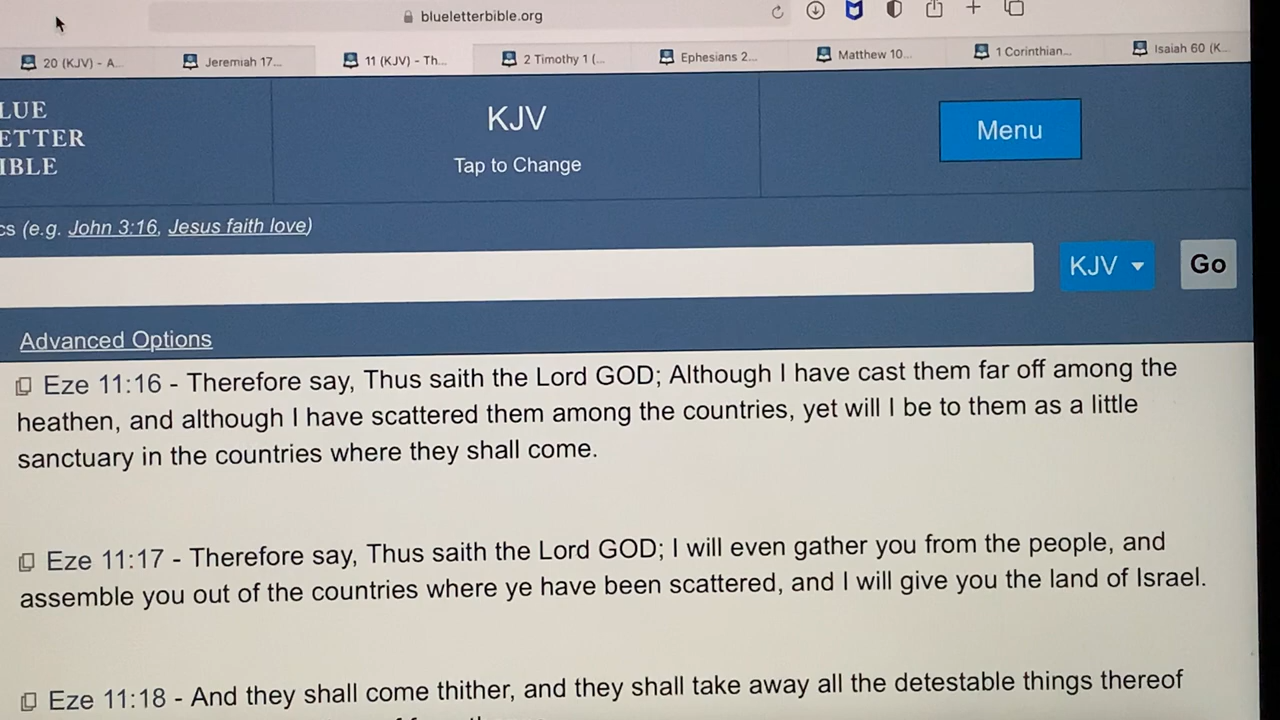 blueletterbible.org
20 (KJV) - A... Jeremiah 17... 11 (KJV) - Th... 2 Timothy 1 (... Ephesians 2... Matthew 10... 1 Corinthian... Isaiah 60 (K...
LUE
ETTER
IBLE
KJV
Tap to Change
Menu
cs (e.g. John 3:16, Jesus faith love)
KJV Go
Advanced Options
Eze 11:16 - Therefore say, Thus saith the Lord GOD; Although I have cast them far off among the
heathen, and although I have scattered them among the countries, yet will I be to them as a little
sanctuary in the countries where they shall come.
Eze 11:17 - Therefore say, Thus saith the Lord GOD; I will even gather you from the people, and
assemble you out of the countries where ye have been scattered, and I will give you the land of Israel.
Eze 11:18 - And they shall come thither, and they shall take away all the detestable things thereof